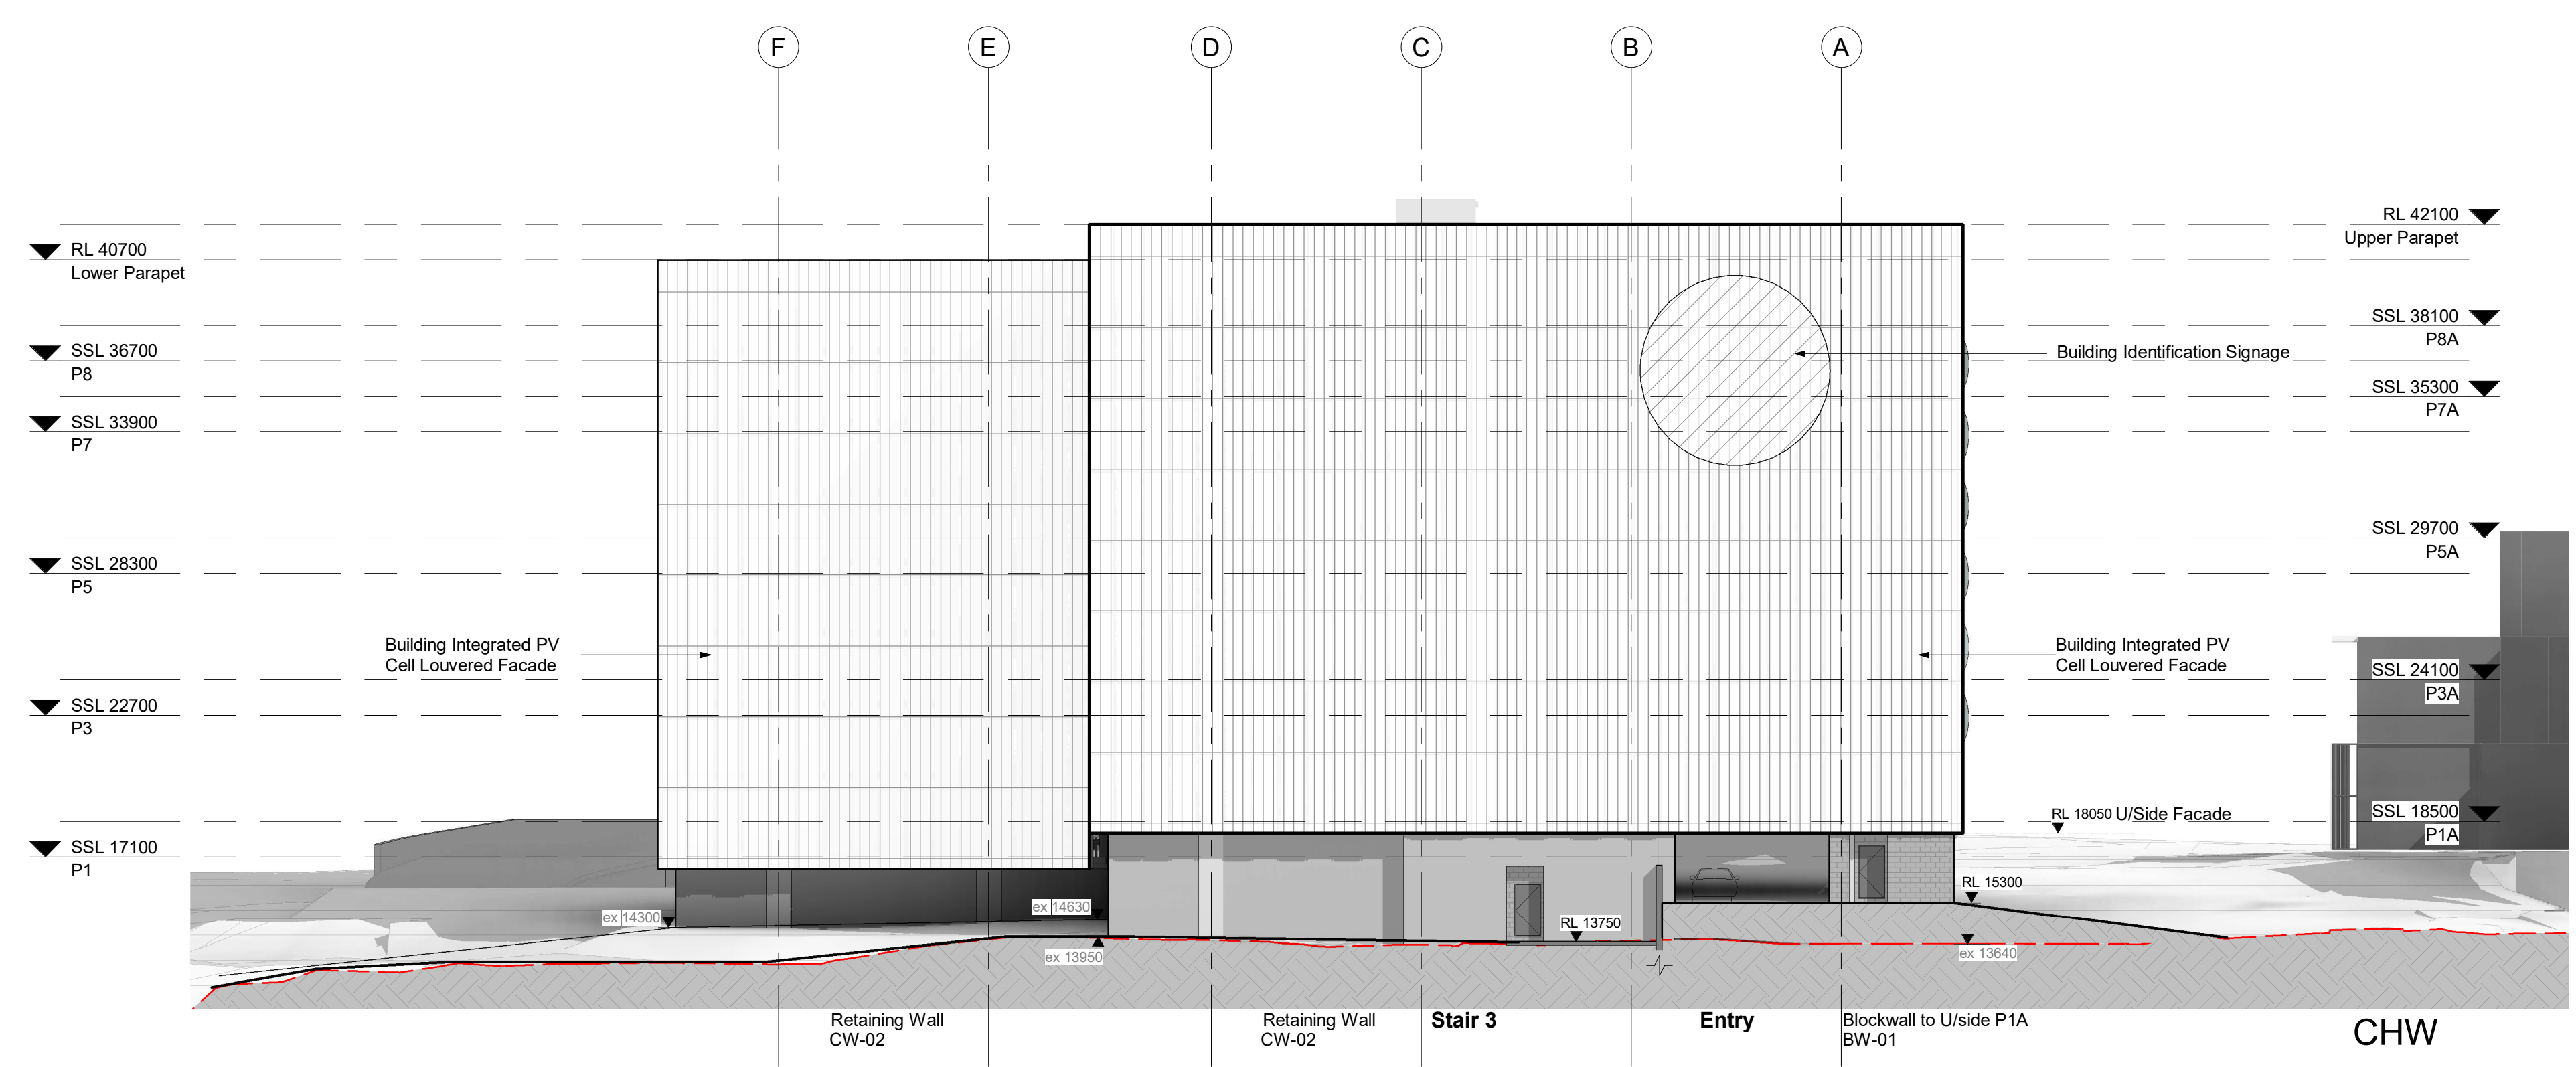 F
E
D
C
B
A
RL 40700
Lower Parapet
SSL 36700
P8
SSL 33900
P7
SSL 28300
P5
SSL 22700
P3
SSL 17100
P1
RL 42100
Upper Parapet
SSL 38100
P8A
SSL 35300
P7A
SSL 29700
P5A
SSL 24100
P3A
SSL 18500
P1A
Building Identification Signage
Building Integrated PV
Cell Louvered Facade
Building Integrated PV
Cell Louvered Facade
RL 18050 U/Side Facade
RL 15300
ex 14300
ex 14630
ex 13950
RL 13750
ex 13640
Retaining Wall
CW-02
Retaining Wall
CW-02
Stair 3
Entry
Blockwall to U/side P1A
BW-01
CHW